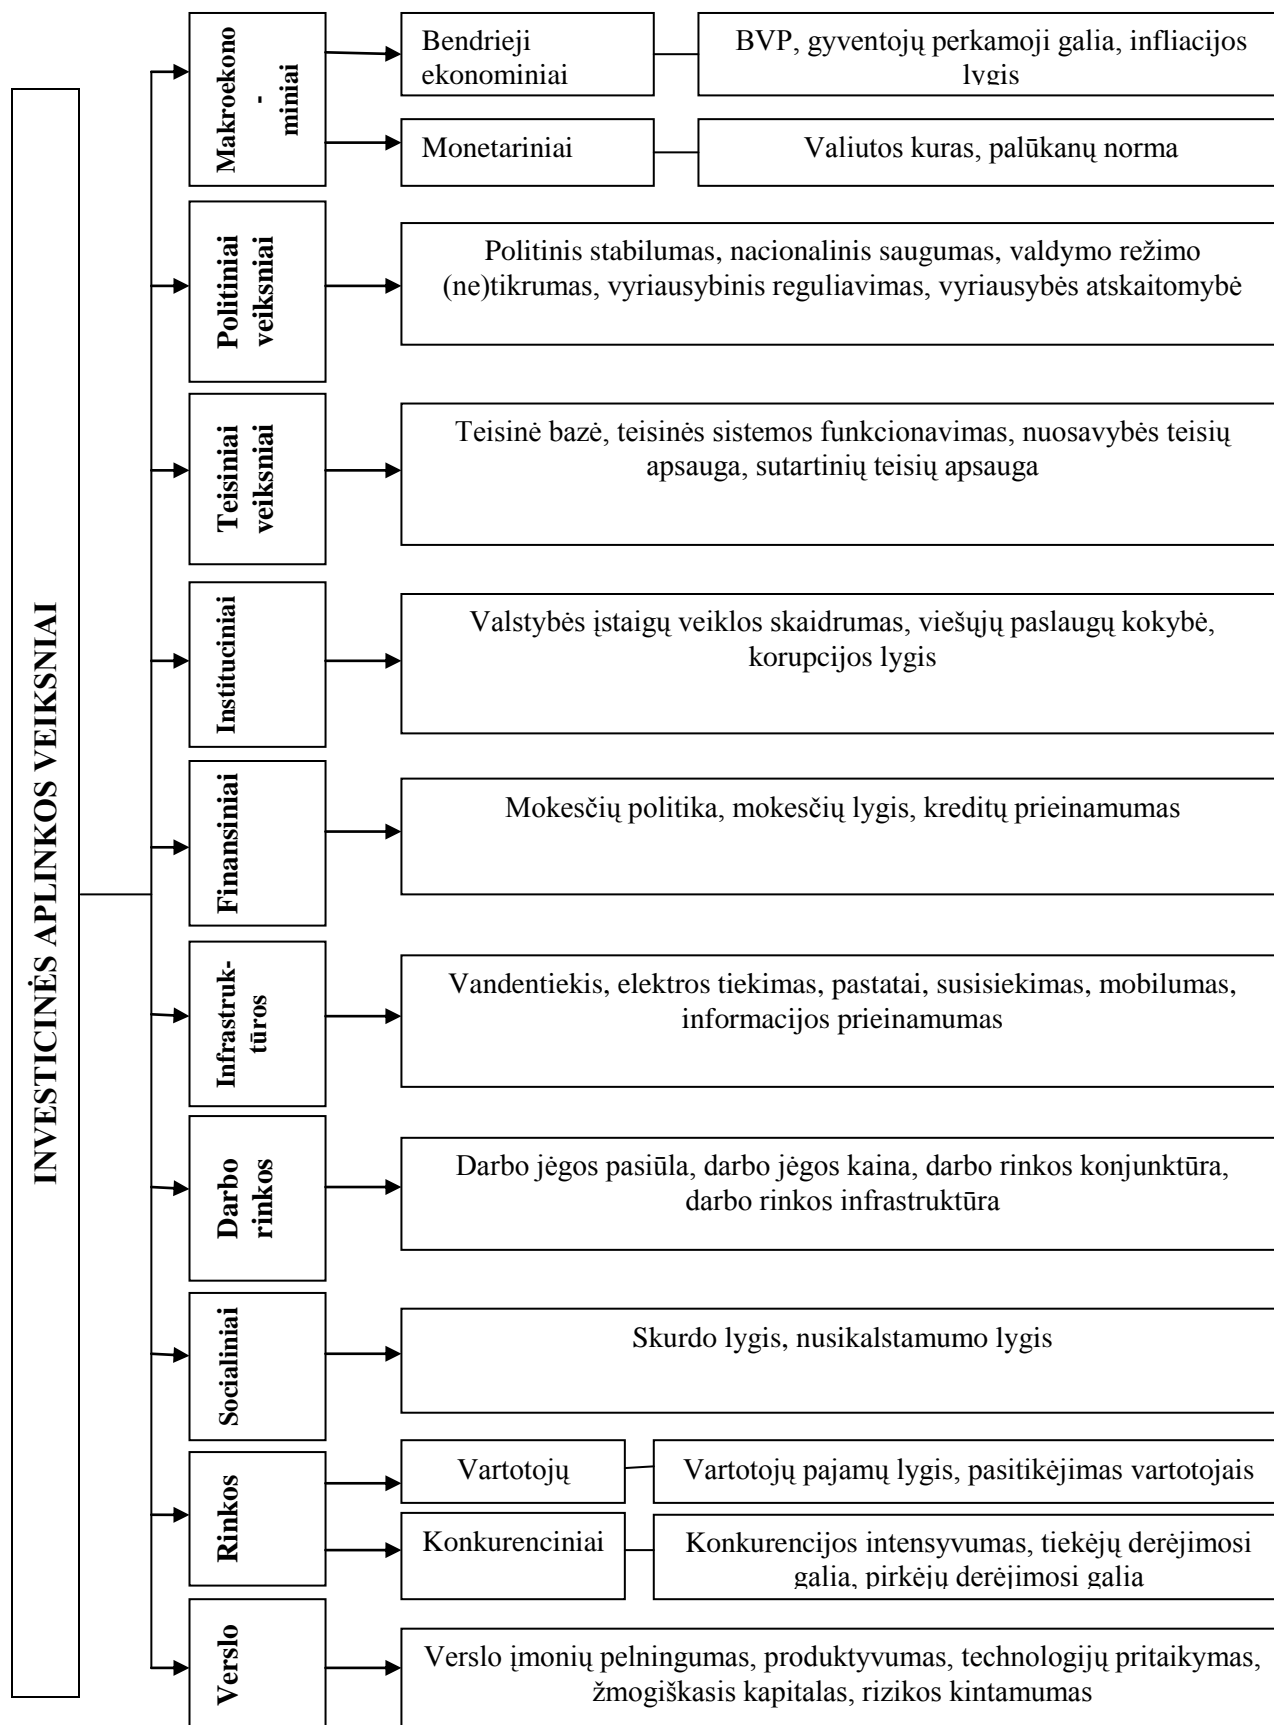 INVESTICINĖS APLINKOS VEIKSNIAI
Makroekono
-
miniai
Bendrieji
ekonominiai
BVP, gyventojų perkamoji galia, infliacijos
lygis
Monetariniai
Valiutos kuras, palūkanų norma
Politiniai
veiksniai
Politinis stabilumas, nacionalinis saugumas, valdymo režimo
(ne)tikrumas, vyriausybinis reguliavimas, vyriausybės atskaitomybė
Teisiniai
veiksniai
Teisinė bazė, teisinės sistemos funkcionavimas, nuosavybės teisių
apsauga, sutartinių teisių apsauga
Instituciniai
Valstybės įstaigų veiklos skaidrumas, viešųjų paslaugų kokybė,
korupcijos lygis
Finansiniai
Mokesčių politika, mokesčių lygis, kreditų prieinamumas
Infrastruk-
tūros
Vandentiekis, elektros tiekimas, pastatai, susisiekimas, mobilumas,
informacijos prieinamumas
Darbo
rinkos
Darbo jėgos pasiūla, darbo jėgos kaina, darbo rinkos konjunktūra,
darbo rinkos infrastruktūra
Socialiniai
Skurdo lygis, nusikalstamumo lygis
Rinkos
Vartotojų
Vartotojų pajamų lygis, pasitikėjimas vartotojais
Konkurenciniai
Konkurencijos intensyvumas, tiekėjų derėjimosi
galia, pirkėjų derėjimosi galia
Verslo
Verslo įmonių pelningumas, produktyvumas, technologijų pritaikymas,
žmogiškasis kapitalas, rizikos kintamumas